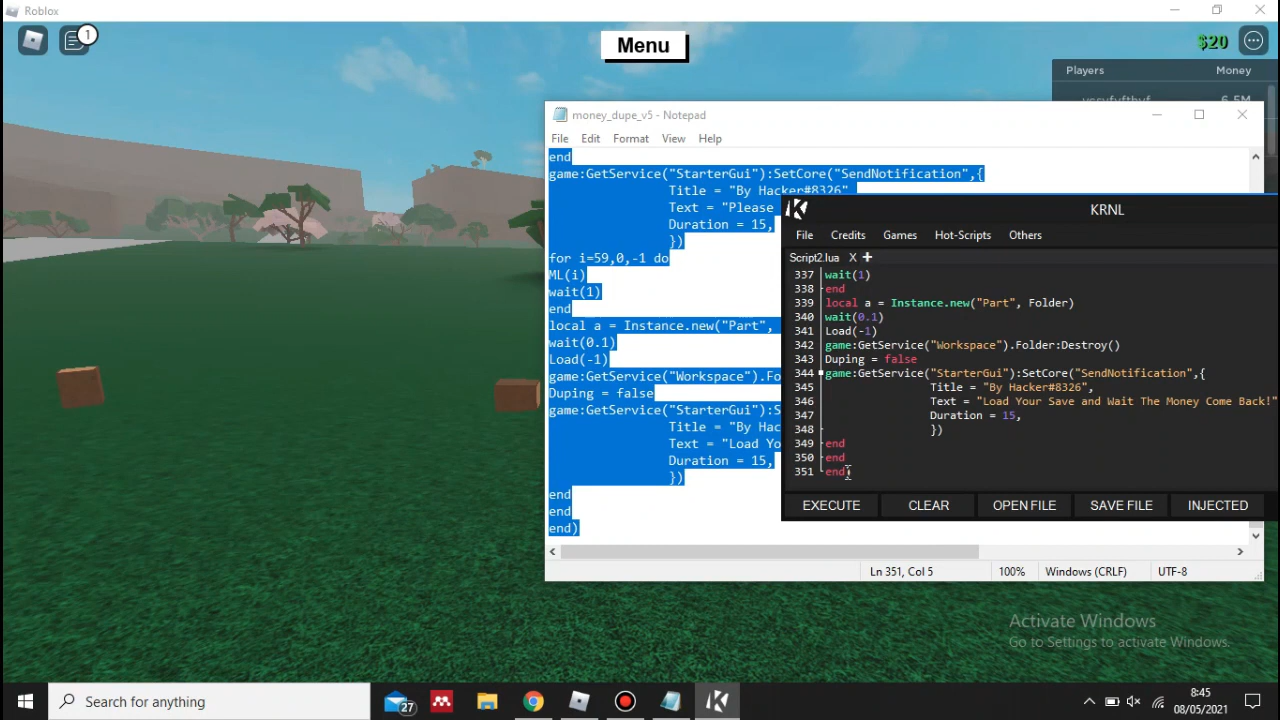 Roblox
1
Menu
$20
Players Money
6.5M
money_dupe_v5 - Notepad
File Edit Format View Help
end
game:GetService("StarterGui"):SetCore("SendNotification",{
Title = "By Hacker#8326",
Text = "Please
Duration = 15,
})
for i=59,0,-1 do
ML(i)
wait(1)
end
local a = Instance.new("Part",
wait(0.1)
Load(-1)
game:GetService("Workspace").Fo
Duping = false
game:GetService("StarterGui"):S
Title = "By Hac
Text = "Load Yo
Duration = 15,
})
end
end
end)
Ln 351, Col 5 100% Windows (CRLF) UTF-8
KRNL
File Credits Games Hot-Scripts Others
Script2.lua X +
337 wait(1)
338 end
339 local a = Instance.new("Part", Folder)
340 wait(0.1)
341 Load(-1)
342 game:GetService("Workspace").Folder:Destroy()
343 Duping = false
344 game:GetService("StarterGui"):SetCore("SendNotification",{
345 Title = "By Hacker#8326",
346 Text = "Load Your Save and Wait The Money Come Back!"
347 Duration = 15,
348 })
349 end
350 end
351 end)
EXECUTE CLEAR OPEN FILE SAVE FILE INJECTED
Activate Windows
Go to Settings to activate Windows.
Search for anything
27
8:45
08/05/2021